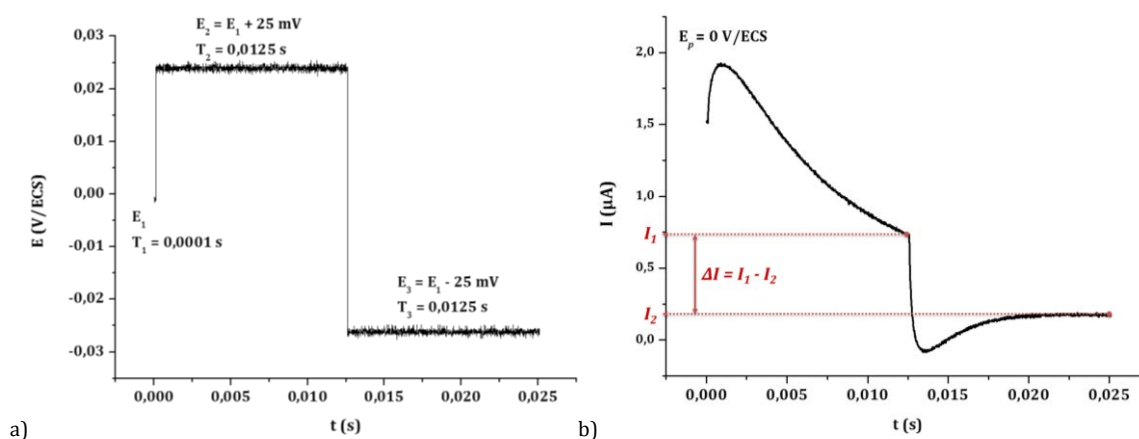 E₂ = E₁ + 25 mV
T₂ = 0,0125 s
0,03
0,02
0,01
0,00
-0,01
-0,02
-0,03
E (V/ECS)
E₁
T₁ = 0,0001 s
E₃ = E₁ - 25 mV
T₃ = 0,0125 s
0,000
0,005
0,010
0,015
0,020
0,025
t (s)
a)
Eₚ = 0 V/ECS
2,0
1,5
1,0
0,5
0,0
I (µA)
I₁
ΔI = I₁ - I₂
I₂
0,000
0,005
0,010
0,015
0,020
0,025
t (s)
b)